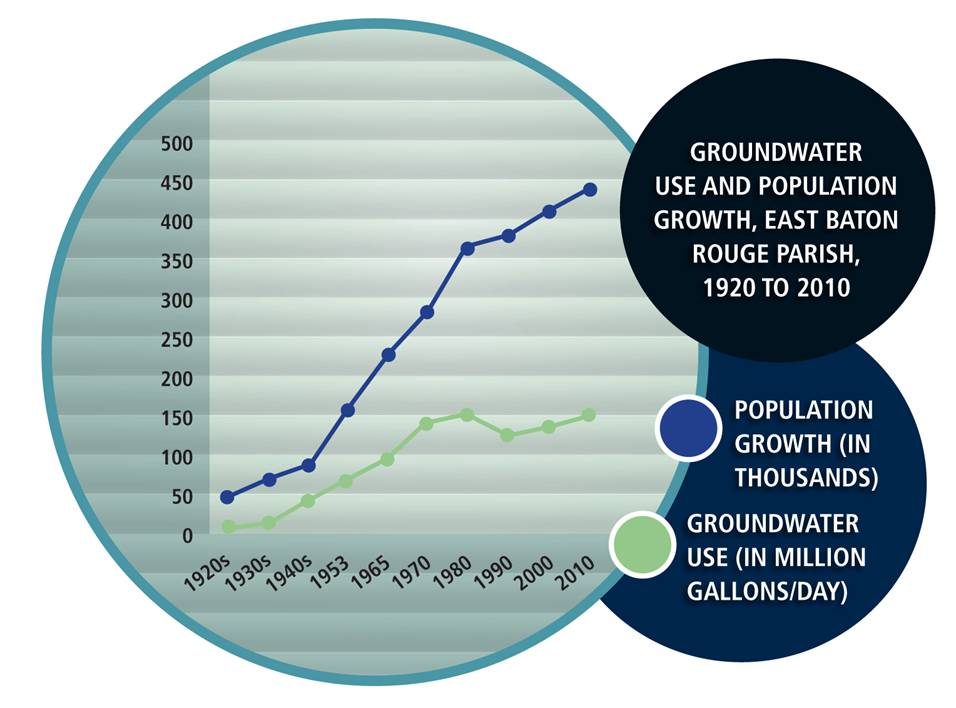 GROUNDWATER
USE AND POPULATION
GROWTH, EAST BATON
ROUGE PARISH,
1920 TO 2010
500
450
400
350
300
250
200
150
100
50
0
1920s
1930s
1940s
1953
1965
1970
1980
1990
2000
2010
POPULATION
GROWTH (IN
THOUSANDS)
GROUNDWATER
USE (IN MILLION
GALLONS/DAY)